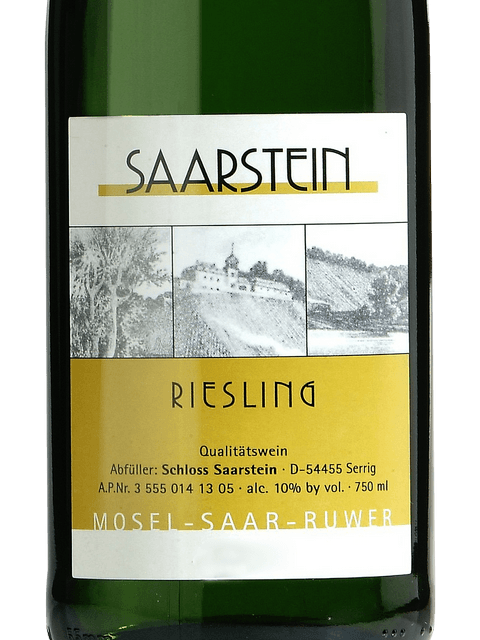 SAARSTEIN
RIESLING
Qualitätswein
Abfüller: Schloss Saarstein · D-54455 Serrig
A.P.Nr. 3 555 014 13 05 · alc. 10% by vol. · 750 ml
MOSEL-SAAR-RUWER